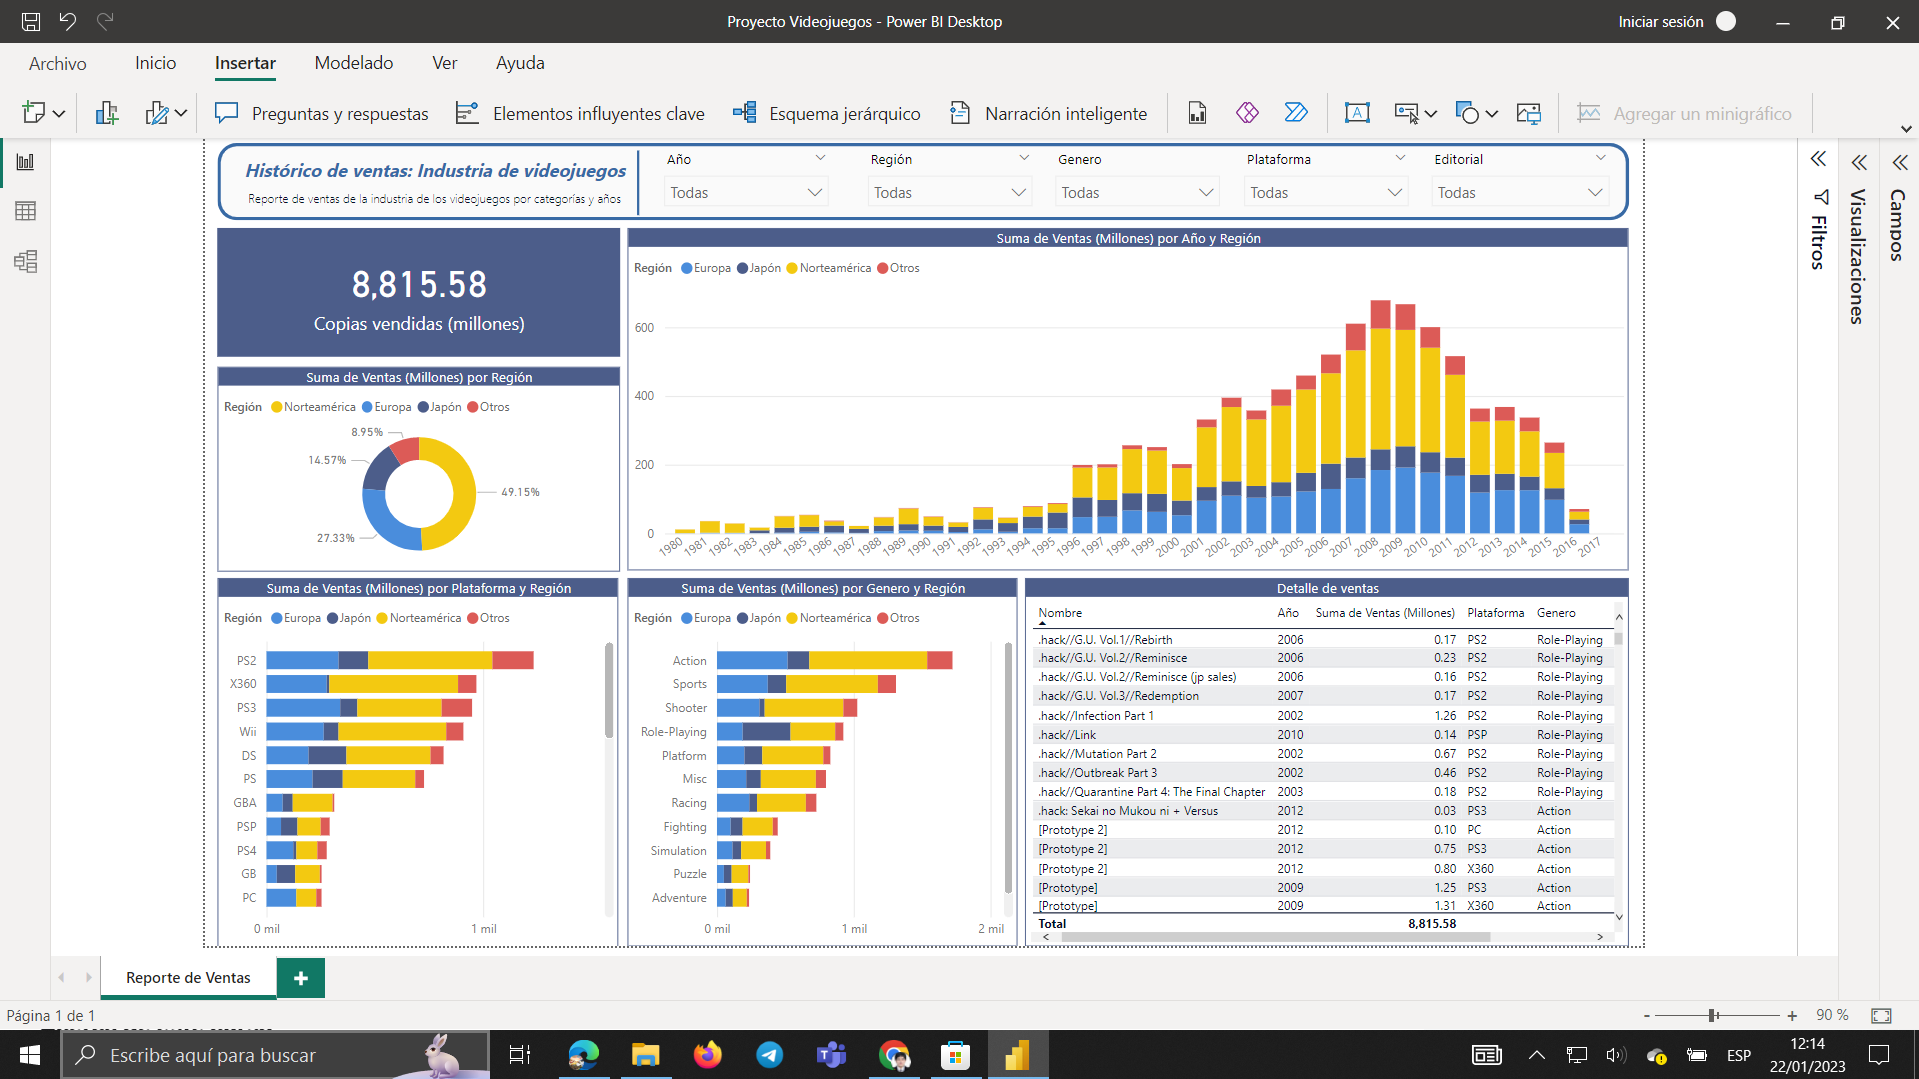 Proyecto Videojuegos - Power BI Desktop
Iniciar sesión
Archivo Inicio Insertar Modelado Ver Ayuda
Preguntas y respuestas Elementos influyentes clave Esquema jerárquico Narración inteligente Agregar un minigráfico
Histórico de ventas: Industria de videojuegos
Reporte de ventas de la industria de los videojuegos por categorías y años
Año Región Genero Plataforma Editorial
Todas Todas Todas Todas Todas
Filtros
Visualizaciones
Campos
8,815.58
Copias vendidas (millones)
Suma de Ventas (Millones) por Año y Región
Región Europa Japón Norteamérica Otros
600
400
200
0
1980 1981 1982 1983 1984 1985 1986 1987 1988 1989 1990 1991 1992 1993 1994 1995 1996 1997 1998 1999 2000 2001 2002 2003 2004 2005 2006 2007 2008 2009 2010 2011 2012 2013 2014 2015 2016 2017
Suma de Ventas (Millones) por Región
Región Norteamérica Europa Japón Otros
8.95%
14.57%
49.15%
27.33%
Suma de Ventas (Millones) por Plataforma y Región
Región Europa Japón Norteamérica Otros
PS2
X360
PS3
Wii
DS
PS
GBA
PSP
PS4
GB
PC
0 mil 1 mil
Suma de Ventas (Millones) por Genero y Región
Región Europa Japón Norteamérica Otros
Action
Sports
Shooter
Role-Playing
Platform
Misc
Racing
Fighting
Simulation
Puzzle
Adventure
0 mil 1 mil 2 mil
Detalle de ventas
Nombre Año Suma de Ventas (Millones) Plataforma Genero
.hack//G.U. Vol.1//Rebirth 2006 0.17 PS2 Role-Playing
.hack//G.U. Vol.2//Reminisce 2006 0.23 PS2 Role-Playing
.hack//G.U. Vol.2//Reminisce (jp sales) 2006 0.16 PS2 Role-Playing
.hack//G.U. Vol.3//Redemption 2007 0.17 PS2 Role-Playing
.hack//Infection Part 1 2002 1.26 PS2 Role-Playing
.hack//Link 2010 0.14 PSP Role-Playing
.hack//Mutation Part 2 2002 0.67 PS2 Role-Playing
.hack//Outbreak Part 3 2002 0.46 PS2 Role-Playing
.hack//Quarantine Part 4: The Final Chapter 2003 0.18 PS2 Role-Playing
.hack: Sekai no Mukou ni + Versus 2012 0.03 PS3 Action
[Prototype 2] 2012 0.10 PC Action
[Prototype 2] 2012 0.75 PS3 Action
[Prototype 2] 2012 0.80 X360 Action
[Prototype] 2009 1.25 PS3 Action
[Prototype] 2009 1.31 X360 Action
Total 8,815.58
Reporte de Ventas
Página 1 de 1
- + 90 %
Escribe aquí para buscar
ESP
12:14
22/01/2023